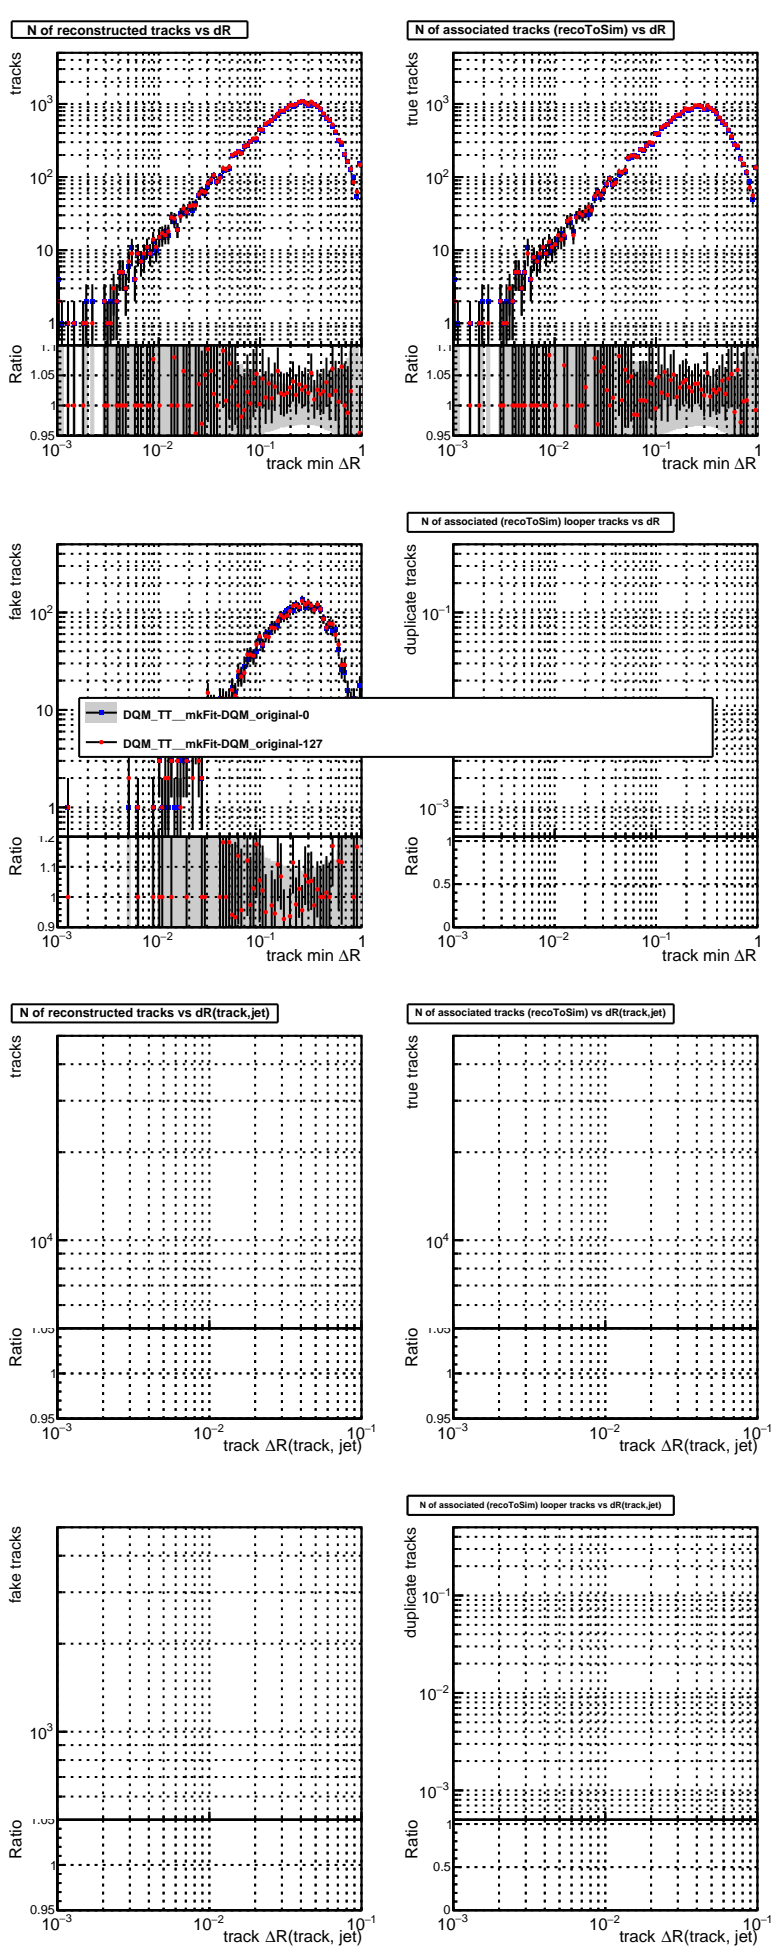 N of reconstructed tracks vs dR
tracks
10³
10²
10
1
Ratio
1.1
1.05
1
0.95
10⁻³ 10⁻² 10⁻¹ 1
track min ΔR
N of associated tracks (recoToSim) vs dR
true tracks
10³
10²
10
1
Ratio
1.1
1.05
1
0.95
10⁻³ 10⁻² 10⁻¹ 1
track min ΔR
fake tracks
10²
10
1
Ratio
1.2
1.1
1
0.9
10⁻³ 10⁻² 10⁻¹ 1
track min ΔR
N of associated (recoToSim) looper tracks vs dR
duplicate tracks
10⁻¹
10⁻³
Ratio
1
0.5
0
10⁻³ 10⁻² 10⁻¹ 1
track min ΔR
DQM_TT__mkFit-DQM_original-0
DQM_TT__mkFit-DQM_original-127
N of reconstructed tracks vs dR(track,jet)
tracks
10⁴
Ratio
1.05
1
0.95
10⁻³ 10⁻² 10⁻¹
track ΔR(track, jet)
N of associated tracks (recoToSim) vs dR(track,jet)
true tracks
10⁴
Ratio
1.05
1
0.95
10⁻³ 10⁻² 10⁻¹
track ΔR(track, jet)
fake tracks
10³
Ratio
1.05
1
0.95
10⁻³ 10⁻² 10⁻¹
track ΔR(track, jet)
N of associated (recoToSim) looper tracks vs dR(track,jet)
duplicate tracks
10⁻¹
10⁻²
10⁻³
Ratio
1
0.5
0
10⁻³ 10⁻² 10⁻¹
track ΔR(track, jet)